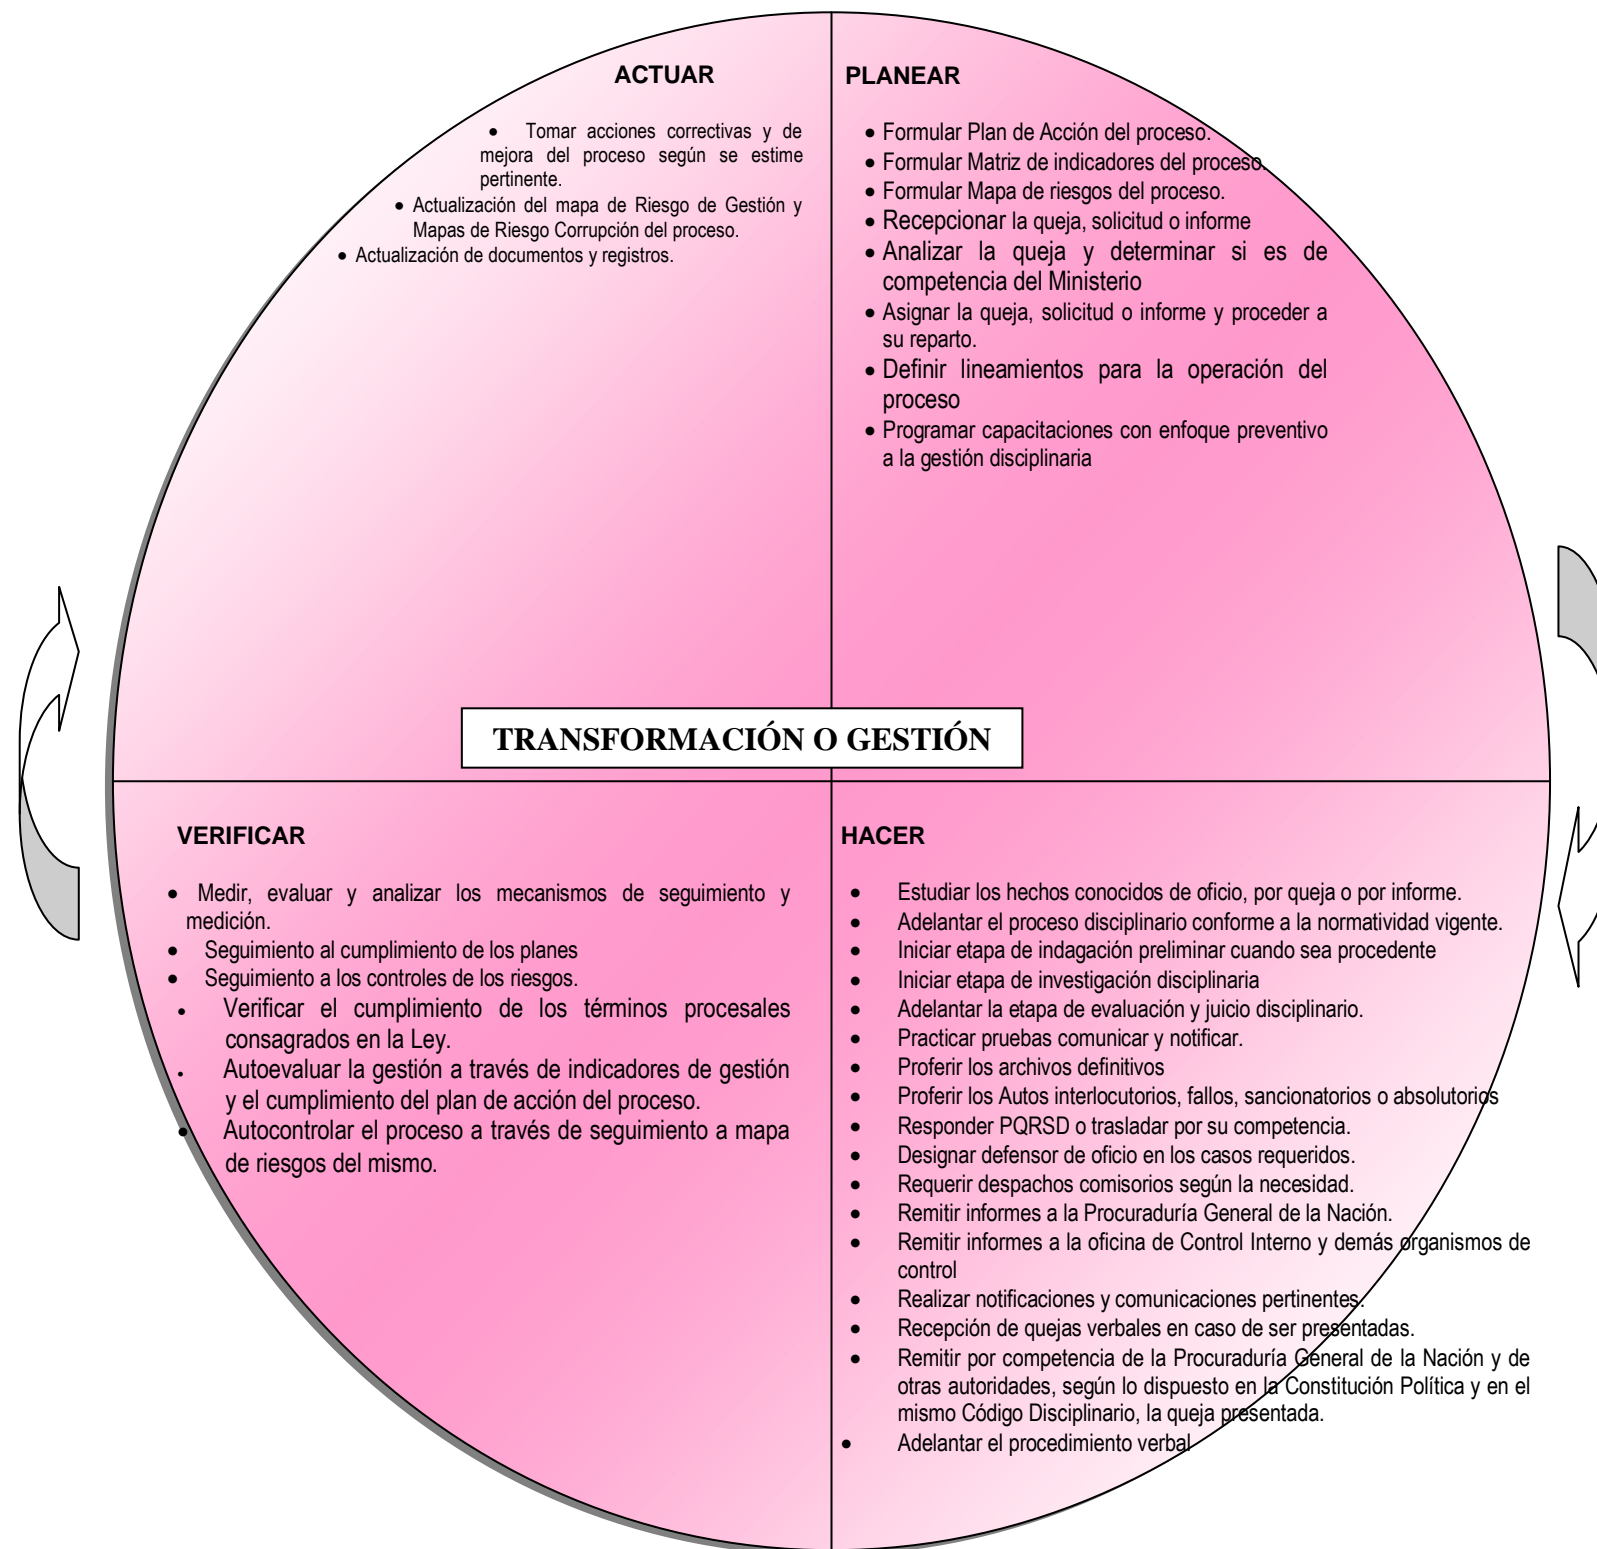 ACTUAR
• Tomar acciones correctivas y de
mejora del proceso según se estime
pertinente.
• Actualización del mapa de Riesgo de Gestión y
Mapas de Riesgo Corrupción del proceso.
• Actualización de documentos y registros.
PLANEAR
• Formular Plan de Acción del proceso.
• Formular Matriz de indicadores del proceso.
• Formular Mapa de riesgos del proceso.
• Recepcionar la queja, solicitud o informe
• Analizar la queja y determinar si es de
competencia del Ministerio
• Asignar la queja, solicitud o informe y proceder a
su reparto.
• Definir lineamientos para la operación del
proceso
• Programar capacitaciones con enfoque preventivo
a la gestión disciplinaria
TRANSFORMACIÓN O GESTIÓN
VERIFICAR
• Medir, evaluar y analizar los mecanismos de seguimiento y
medición.
• Seguimiento al cumplimiento de los planes
• Seguimiento a los controles de los riesgos.
• Verificar el cumplimiento de los términos procesales
consagrados en la Ley.
• Autoevaluar la gestión a través de indicadores de gestión
y el cumplimiento del plan de acción del proceso.
• Autocontrolar el proceso a través de seguimiento a mapa
de riesgos del mismo.
HACER
• Estudiar los hechos conocidos de oficio, por queja o por informe.
• Adelantar el proceso disciplinario conforme a la normatividad vigente.
• Iniciar etapa de indagación preliminar cuando sea procedente
• Iniciar etapa de investigación disciplinaria
• Adelantar la etapa de evaluación y juicio disciplinario.
• Practicar pruebas comunicar y notificar.
• Proferir los archivos definitivos
• Proferir los Autos interlocutorios, fallos, sancionatorios o absolutorios
• Responder PQRSD o trasladar por su competencia.
• Designar defensor de oficio en los casos requeridos.
• Requerir despachos comisorios según la necesidad.
• Remitir informes a la Procuraduría General de la Nación.
• Remitir informes a la oficina de Control Interno y demás organismos de
control
• Realizar notificaciones y comunicaciones pertinentes.
• Recepción de quejas verbales en caso de ser presentadas.
• Remitir por competencia de la Procuraduría General de la Nación y de
otras autoridades, según lo dispuesto en la Constitución Política y en el
mismo Código Disciplinario, la queja presentada.
• Adelantar el procedimiento verbal